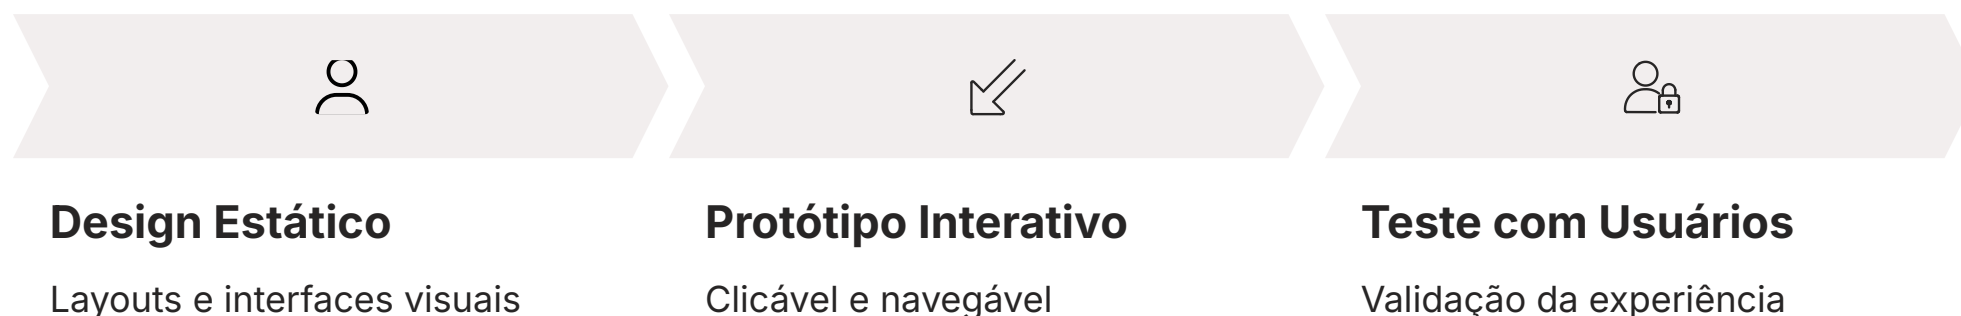 Design Estático
Protótipo Interativo
Teste com Usuários
Layouts e interfaces visuais
Clicável e navegável
Validação da experiência